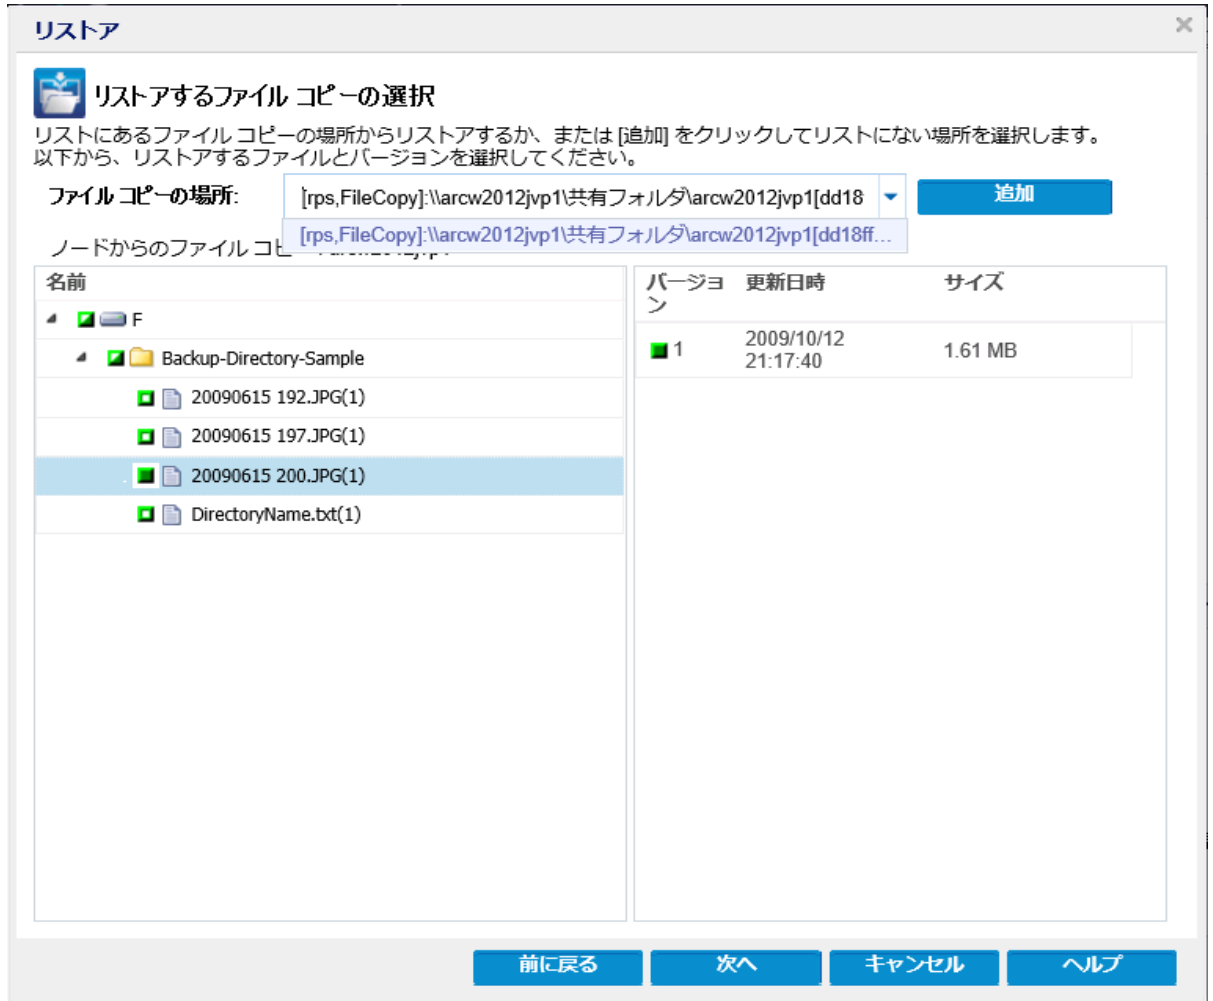 リストア
リストアするファイル コピーの選択
リストにあるファイル コピーの場所からリストアするか、または [追加] をクリックしてリストにない場所を選択します。
以下から、リストアするファイルとバージョンを選択してください。
ファイル コピーの場所:
[rps,FileCopy]:\\arcw2012jvp1\共有フォルダ\arcw2012jvp1[dd18
追加
[rps,FileCopy]:\\arcw2012jvp1\共有フォルダ\arcw2012jvp1[dd18ff...
ノードからのファイル コピー
名前
バージョン 更新日時 サイズ
F
Backup-Directory-Sample
1 2009/10/12 21:17:40 1.61 MB
20090615 192.JPG(1)
20090615 197.JPG(1)
20090615 200.JPG(1)
DirectoryName.txt(1)
前に戻る 次へ キャンセル ヘルプ